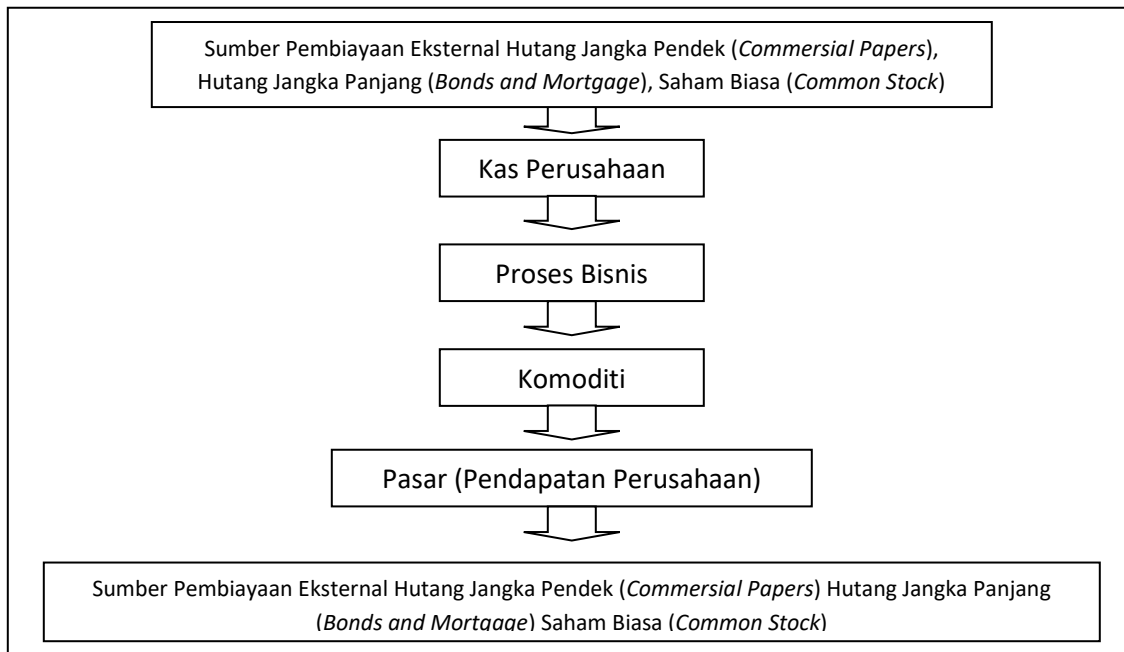 Sumber Pembiayaan Eksternal Hutang Jangka Pendek (Commersial Papers),
Hutang Jangka Panjang (Bonds and Mortgage), Saham Biasa (Common Stock)
Kas Perusahaan
Proses Bisnis
Komoditi
Pasar (Pendapatan Perusahaan)
Sumber Pembiayaan Eksternal Hutang Jangka Pendek (Commersial Papers) Hutang Jangka Panjang
(Bonds and Mortgage) Saham Biasa (Common Stock)